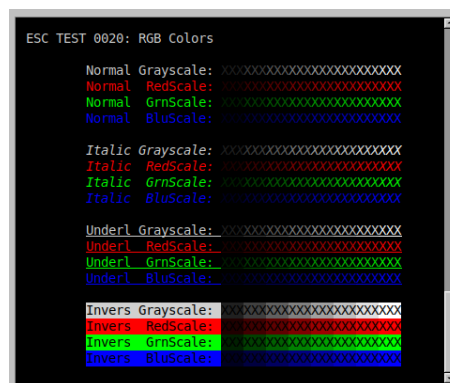 ESC TEST 0020: RGB Colors
Normal Grayscale: XXXXXXXXXXXXXXXXXXXXXXXX
Normal RedScale: XXXXXXXXXXXXXXXXXXXXXXXX
Normal GrnScale: XXXXXXXXXXXXXXXXXXXXXXXX
Normal BluScale: XXXXXXXXXXXXXXXXXXXXXXXX
Italic Grayscale: XXXXXXXXXXXXXXXXXXXXXXXX
Italic RedScale: XXXXXXXXXXXXXXXXXXXXXXXX
Italic GrnScale: XXXXXXXXXXXXXXXXXXXXXXXX
Italic BluScale: XXXXXXXXXXXXXXXXXXXXXXXX
Underl Grayscale: XXXXXXXXXXXXXXXXXXXXXXXX
Underl RedScale: XXXXXXXXXXXXXXXXXXXXXXXX
Underl GrnScale: XXXXXXXXXXXXXXXXXXXXXXXX
Underl BluScale: XXXXXXXXXXXXXXXXXXXXXXXX
Invers Grayscale: XXXXXXXXXXXXXXXXXXXXXXXX
Invers RedScale: XXXXXXXXXXXXXXXXXXXXXXXX
Invers GrnScale: XXXXXXXXXXXXXXXXXXXXXXXX
Invers BluScale: XXXXXXXXXXXXXXXXXXXXXXXX